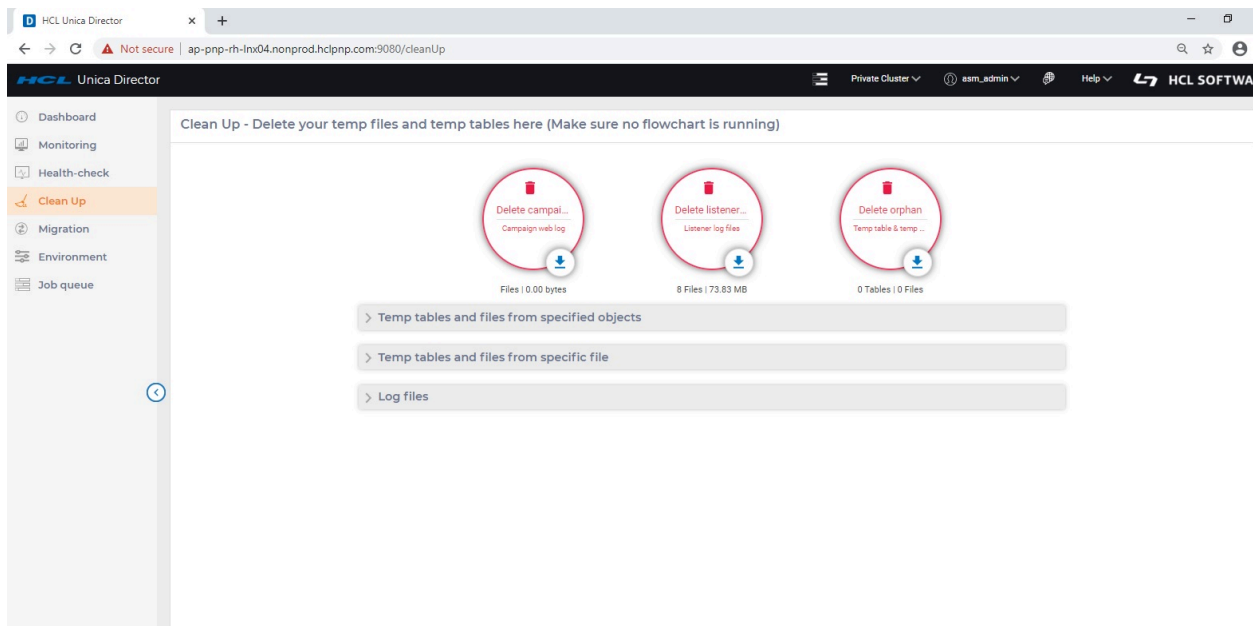 HCL Unica Director
Not secure | ap-pnp-rh-lnx04.nonprod.hclpnp.com:9080/cleanUp
HCL Unica Director
Private Cluster
asm_admin
Help
HCL SOFTWA
Dashboard
Monitoring
Health-check
Clean Up
Migration
Environment
Job queue
Clean Up - Delete your temp files and temp tables here (Make sure no flowchart is running)
Delete campai...
Campaign web log
Files | 0.00 bytes
Delete listener...
Listener log files
8 Files | 73.83 MB
Delete orphan
Temp table & temp ...
0 Tables | 0 Files
Temp tables and files from specified objects
Temp tables and files from specific file
Log files